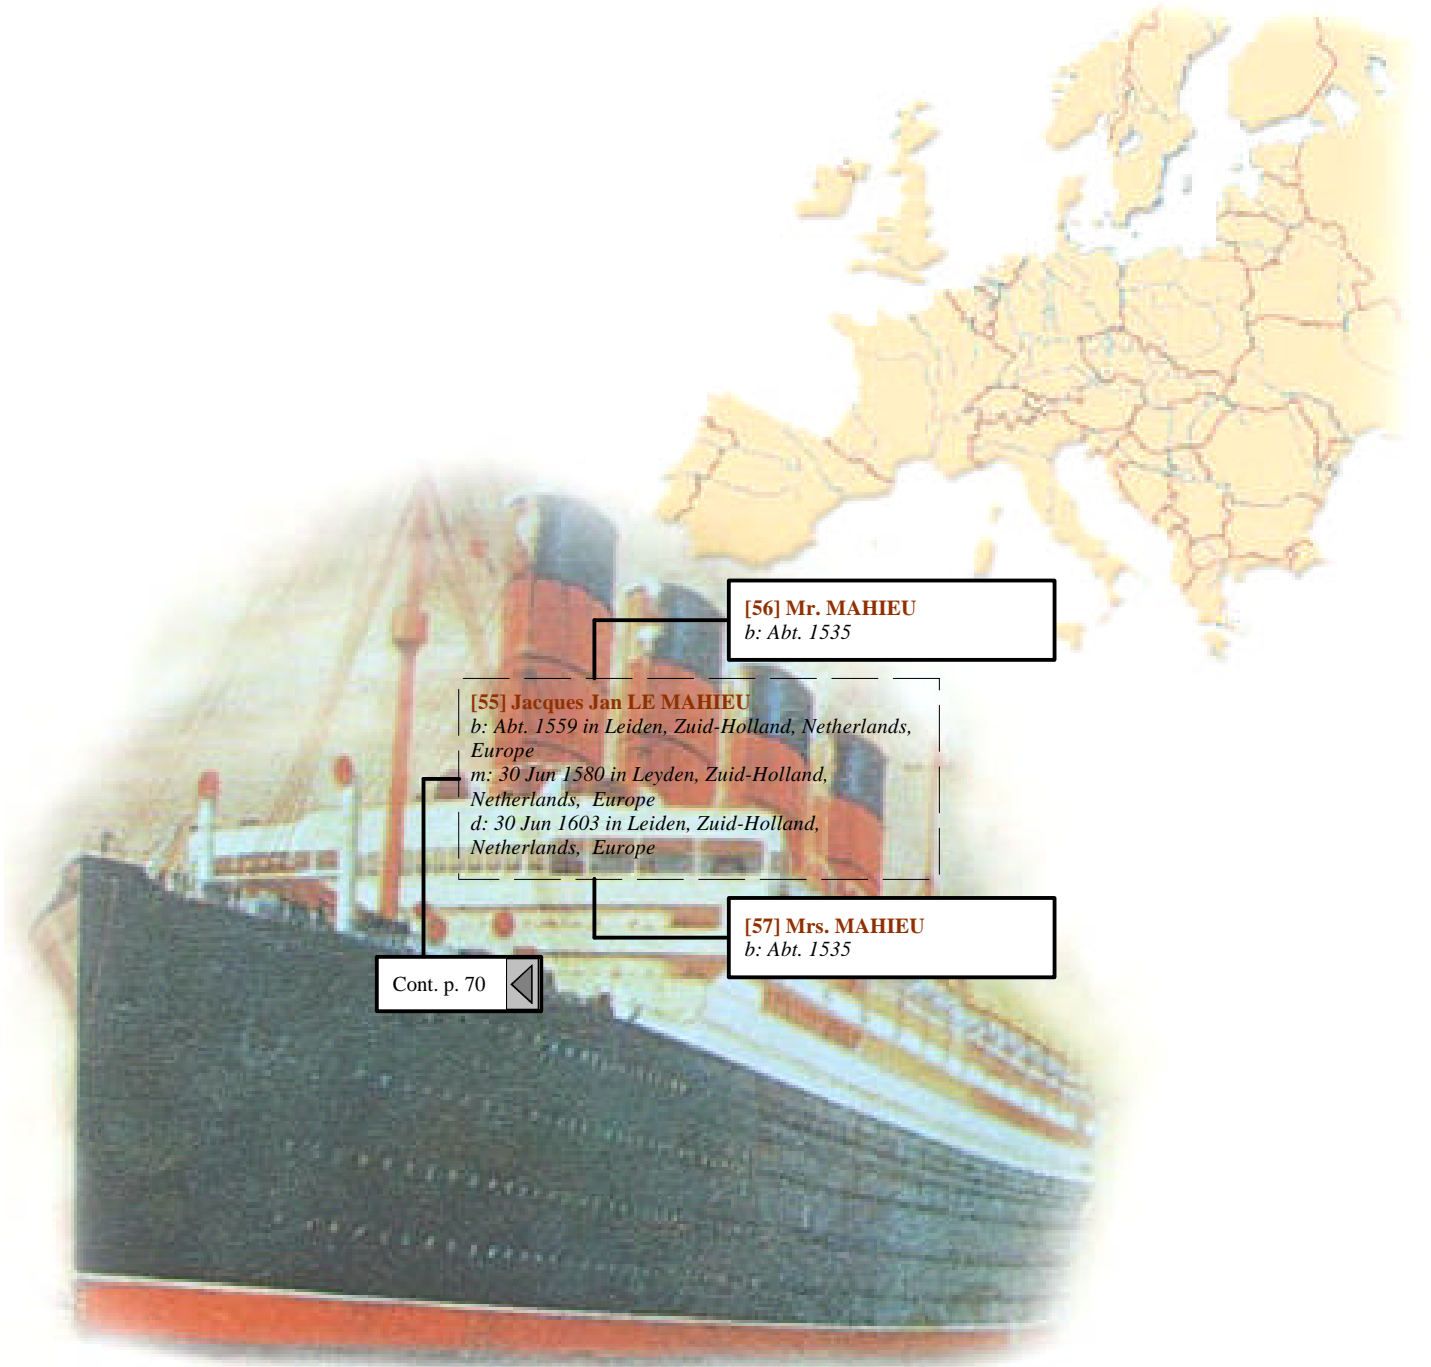 [56] Mr. MAHIEU
b: Abt. 1535
[55] Jacques Jan LE MAHIEU
b: Abt. 1559 in Leiden, Zuid-Holland, Netherlands,
Europe
m: 30 Jun 1580 in Leyden, Zuid-Holland,
Netherlands, Europe
d: 30 Jun 1603 in Leiden, Zuid-Holland,
Netherlands, Europe
[57] Mrs. MAHIEU
b: Abt. 1535
Cont. p. 70